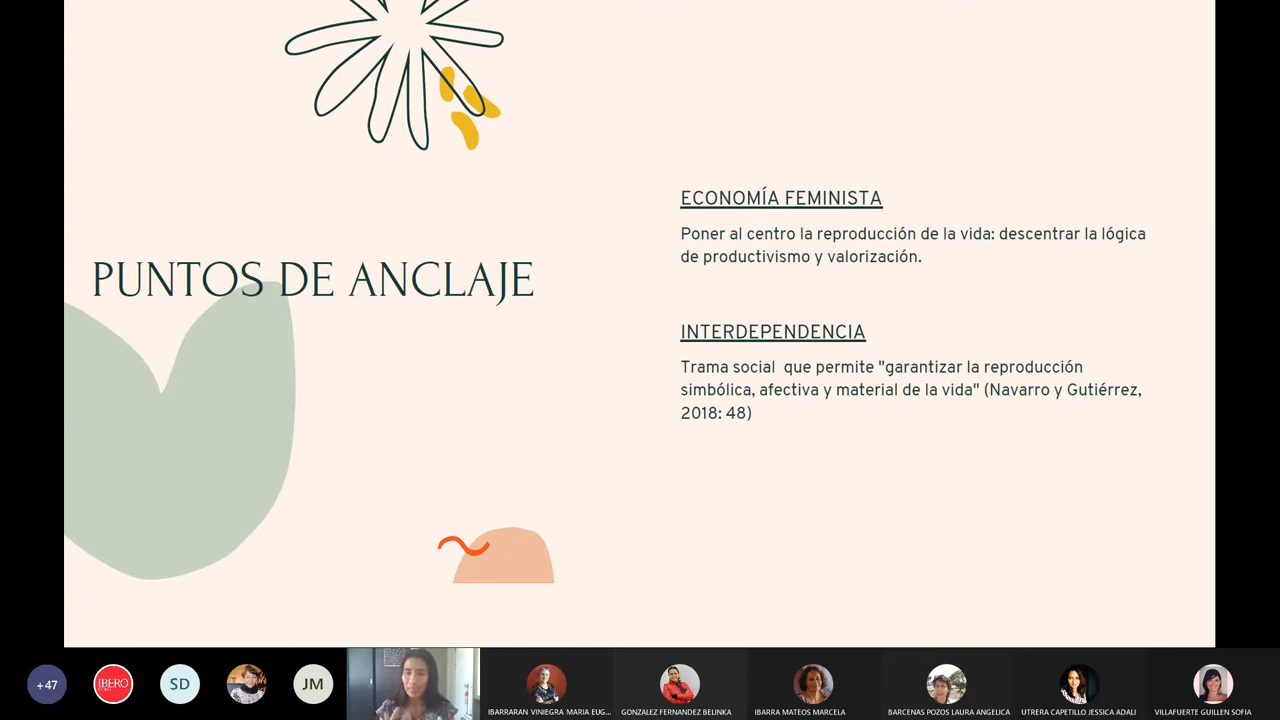 PUNTOS DE ANCLAJE
ECONOMÍA FEMINISTA
Poner al centro la reproducción de la vida: descentrar la lógica
de productivismo y valorización.
INTERDEPENDENCIA
Trama social que permite "garantizar la reproducción
simbólica, afectiva y material de la vida" (Navarro y Gutiérrez,
2018: 48)
+47
IBERO
SD
JM
IBARRARAN VINIEGRA MARIA EUG...
GONZALEZ FERNANDEZ BELINKA
IBARRA MATEOS MARCELA
BARCENAS POZOS LAURA ANGELICA
UTRERA CAPETILLO JESSICA ADALI
VILLAFUERTE GUILLEN SOFIA